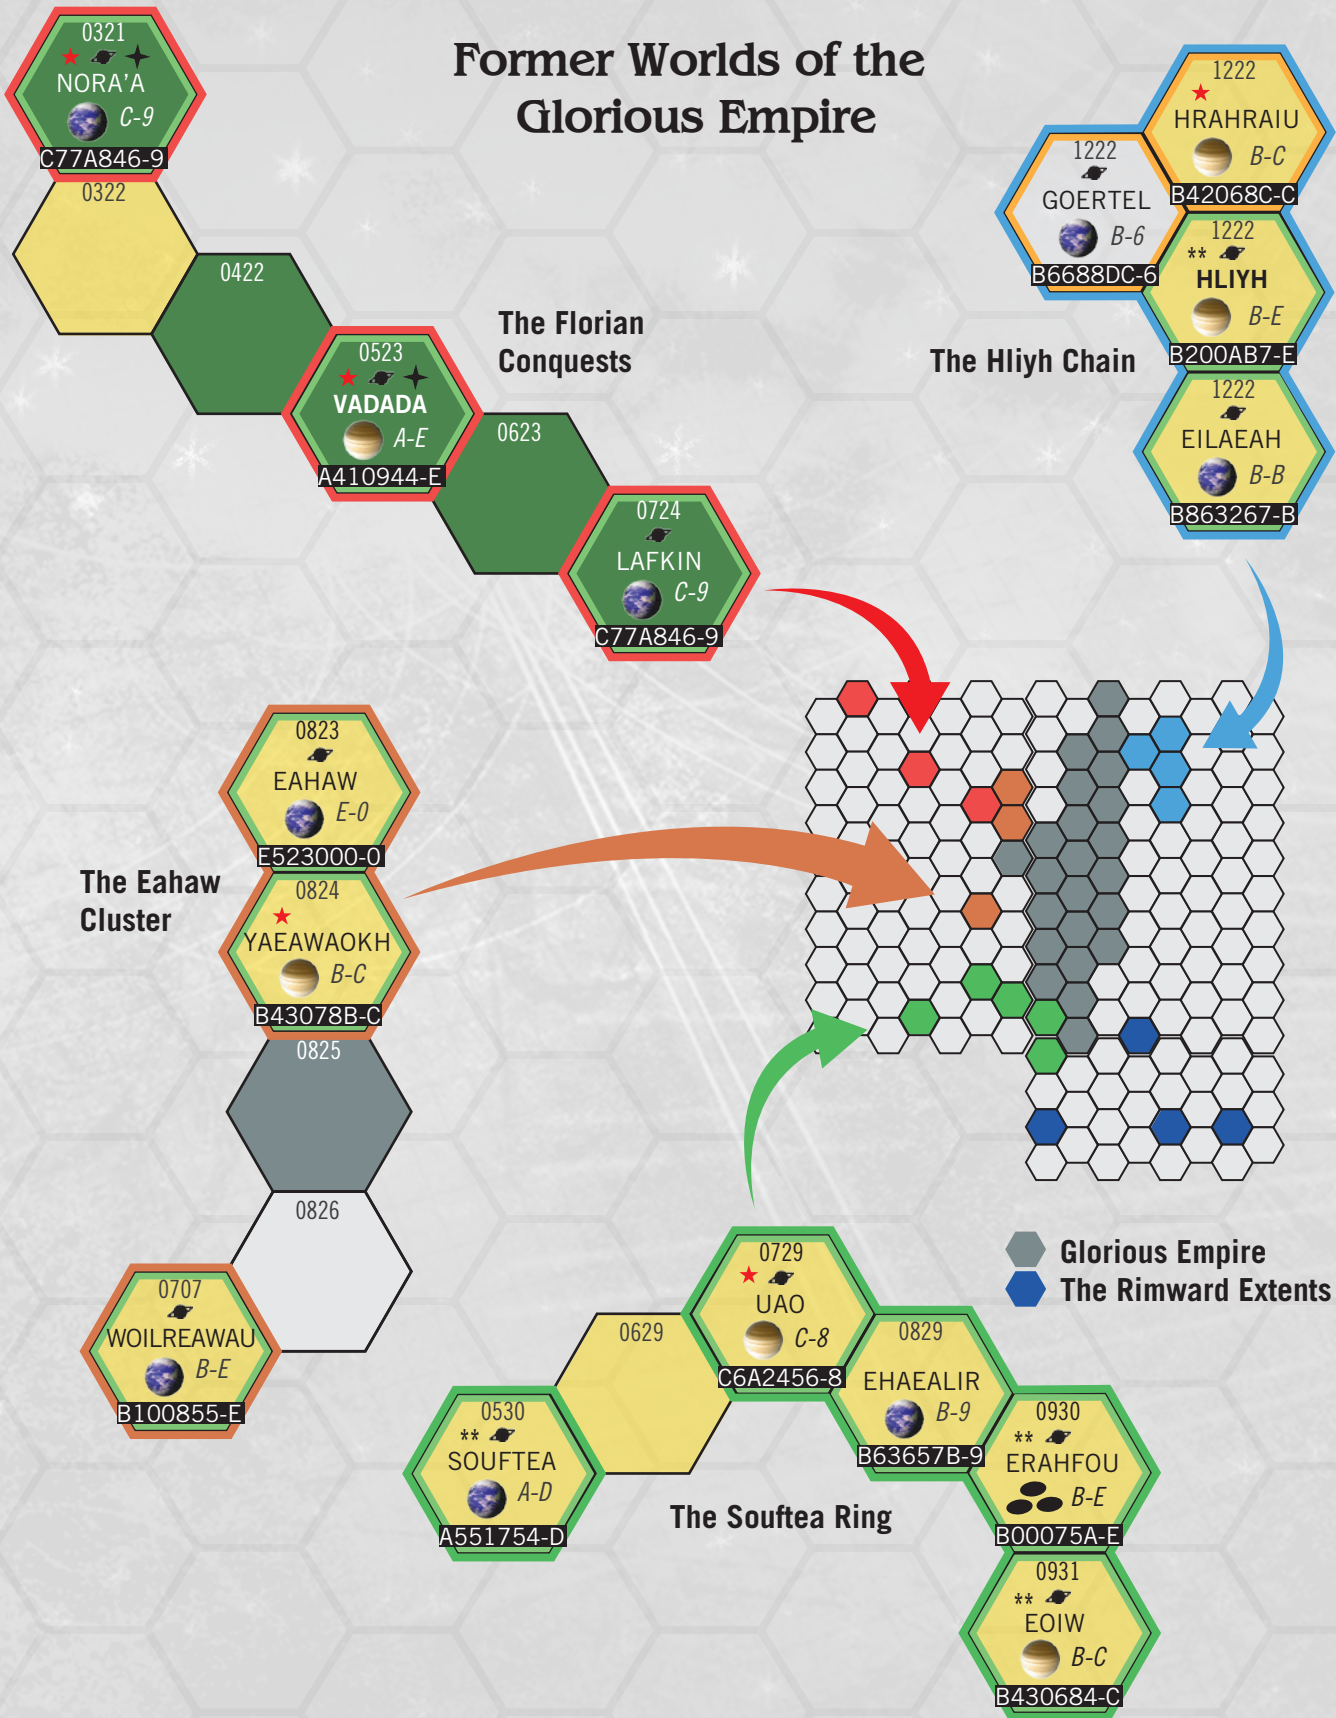 Former Worlds of the
Glorious Empire
0321
NORA'A
C-9
C77A846-9
0322
0422
0523
VADADA
A-E
A410944-E
0623
0724
LAFKIN
C-9
C77A846-9
The Florian
Conquests
1222
HRAHRAIU
B-C
B42068C-C
1222
GOERTEL
B-6
B6688DC-6
1222
**
HLIYH
B-E
B200AB7-E
1222
EILAEAH
B-B
B863267-B
The Hliyh Chain
0823
EAHAW
E-0
E523000-0
The Eahaw
Cluster
0824
YAEAWAOKH
B-C
B43078B-C
0825
0826
0707
WOILREAWAU
B-E
B100855-E
Glorious Empire
The Rimward Extents
0729
UAO
C-8
C6A2456-8
0629
0829
EHAEALIR
B-9
B63657B-9
0530
**
SOUFTEA
A-D
A551754-D
0930
**
ERAHFOU
B-E
B00075A-E
The Souftea Ring
0931
**
EOIW
B-C
B430684-C